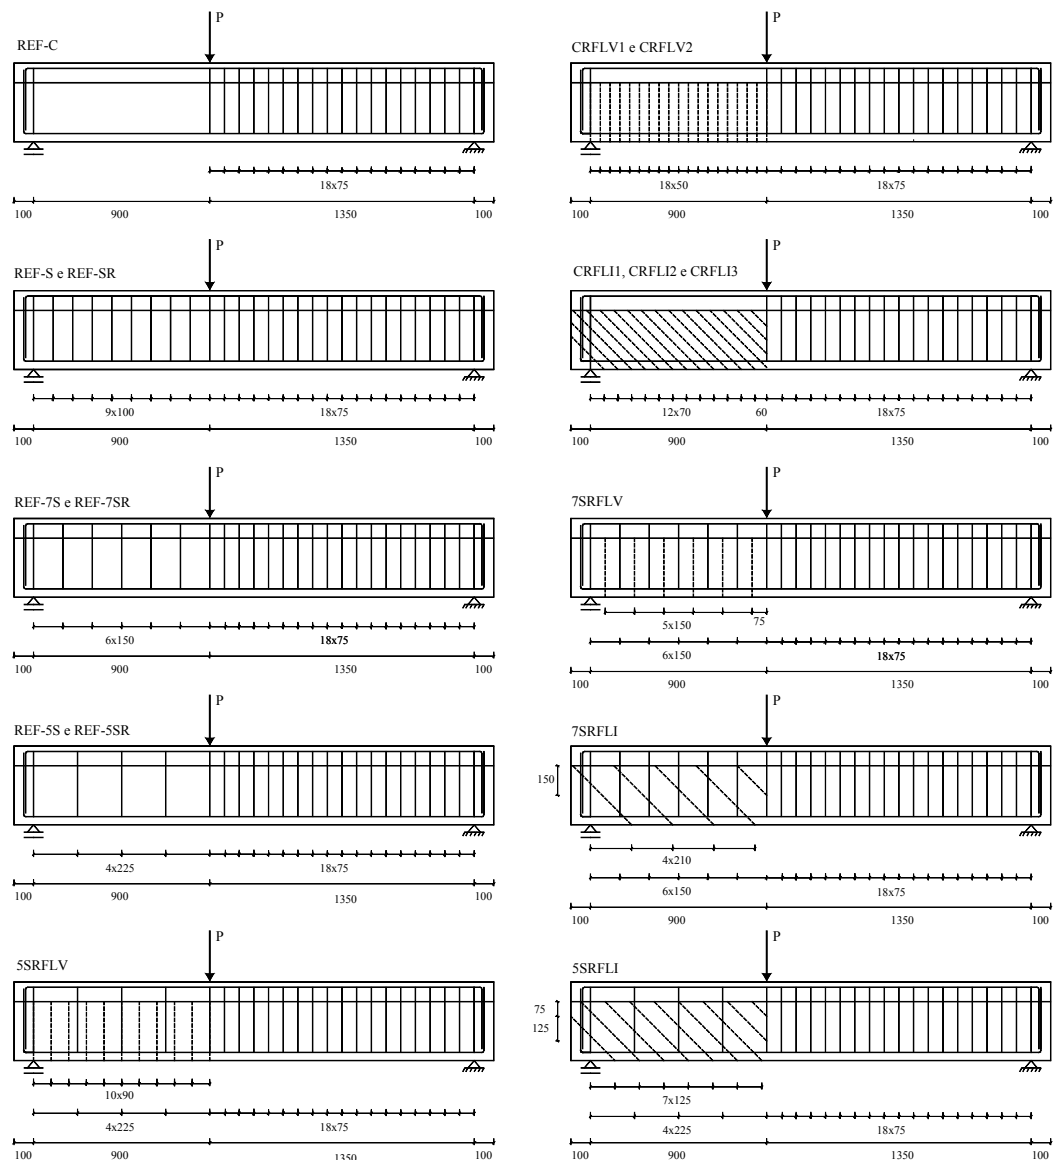 P
REF-C
18x75
100
900
1350
100
P
CRFLV1 e CRFLV2
18x50
18x75
100
900
1350
100
P
REF-S e REF-SR
9x100
18x75
100
900
1350
100
P
CRFLI1, CRFLI2 e CRFLI3
12x70
60
18x75
100
900
1350
100
P
REF-7S e REF-7SR
6x150
18x75
100
900
1350
100
P
7SRFLV
5x150
75
6x150
18x75
100
900
1350
100
P
REF-5S e REF-5SR
4x225
18x75
100
900
1350
100
P
7SRFLI
150
4x210
6x150
18x75
100
900
1350
100
P
5SRFLV
10x90
4x225
18x75
100
900
1350
100
P
5SRFLI
75
125
7x125
4x225
18x75
100
900
1350
100